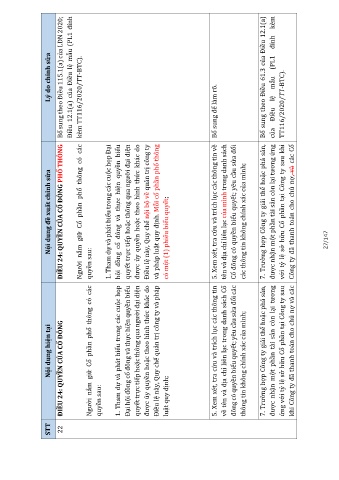 STT
Nội dung hiện tại
Nội dung đề xuất chỉnh sửa
Lý do chỉnh sửa
22
ĐIỀU 24: QUYỀN CỦA CỔ ĐÔNG
Người nắm giữ Cổ phần phổ thông có các
quyền sau:
1. Tham dự và phát biểu trong các cuộc họp
Đại hội đồng cổ đông và thực hiện quyền biểu
quyết trực tiếp hoặc thông qua người đại diện
được ủy quyền hoặc theo hình thức khác do
Điều lệ này, Quy chế quản trị công ty và pháp
luật quy định;
ĐIỀU 24: QUYỀN CỦA CỔ ĐÔNG PHỔ THÔNG
Người nắm giữ Cổ phần phổ thông có các
quyền sau:
1. Tham dự và phát biểu trong các cuộc họp Đại
hội đồng cổ đông và thực hiện quyền biểu
quyết trực tiếp hoặc thông qua người đại diện
được ủy quyền hoặc theo hình thức khác do
Điều lệ này, Quy chế nội bộ về quản trị công ty
và pháp luật quy định. Mỗi cổ phần phổ thông
có một (1) phiếu biểu quyết;
Bổ sung theo Điều 115.1(a) của LDN 2020;
Điều 12.1(a) của Điều lệ mẫu (PL1 đính
kèm TT116/2020/TT-BTC).
5. Xem xét, tra cứu và trích lục các thông tin
về tên và địa chỉ liên lạc trong danh sách Cổ
đông có quyền biểu quyết; yêu cầu sửa đổi các
thông tin không chính xác của mình;
5. Xem xét, tra cứu và trích lục các thông tin về
tên và địa chỉ liên lạc của mình trong danh sách
Cổ đông có quyền biểu quyết; yêu cầu sửa đổi
các thông tin không chính xác của mình;
Bổ sung để làm rõ.
7. Trường hợp Công ty giải thể hoặc phá sản,
được nhận một phần tài sản còn lại tương
ứng với tỷ lệ sở hữu Cổ phần tại Công ty sau
khi Công ty đã thanh toán cho chủ nợ và các
7. Trường hợp Công ty giải thể hoặc phá sản,
được nhận một phần tài sản còn lại tương ứng
với tỷ lệ sở hữu Cổ phần tại Công ty sau khi
Công ty đã thanh toán cho chủ nợ, và các Cổ
Bổ sung theo Điều 61.3 của Điều 12.1(a)
của Điều lệ mẫu (PL1 đính kèm
TT116/2020/TT-BTC).
27/147